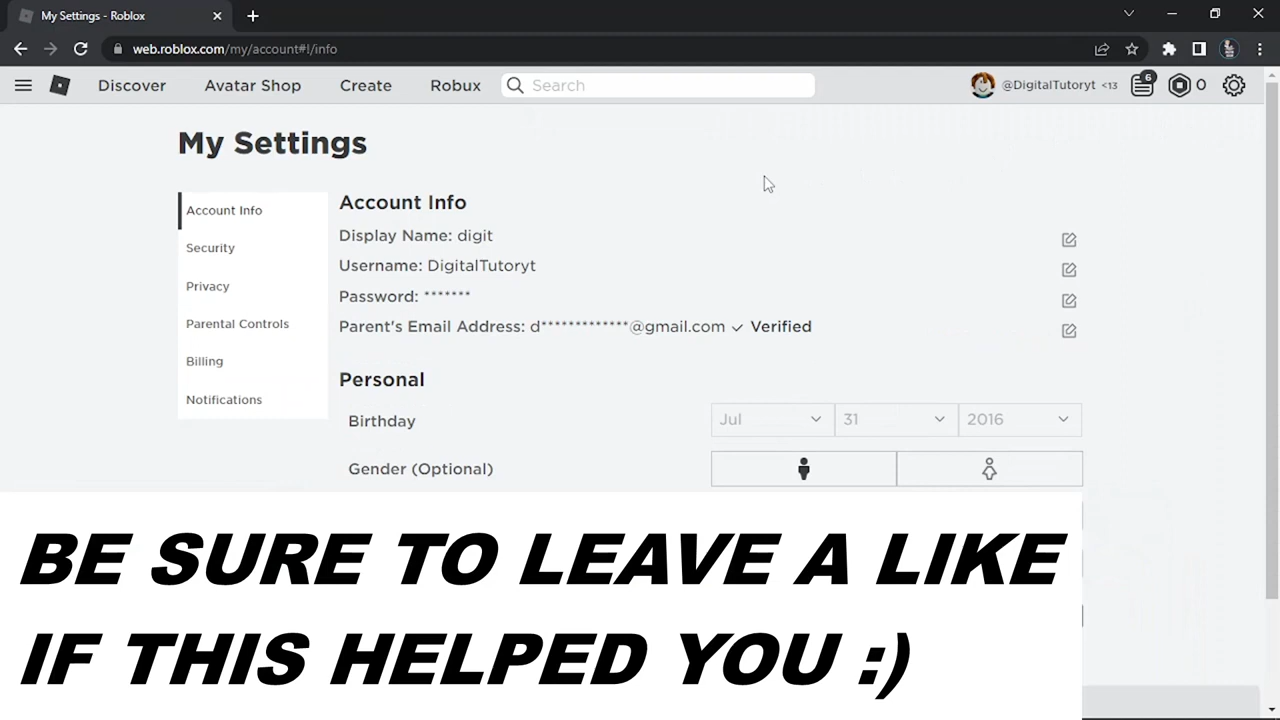 My Settings - Roblox
web.roblox.com/my/account#!/info
Discover Avatar Shop Create Robux Search @DigitalTutoryt <13 6 0
My Settings
Account Info
Security
Privacy
Parental Controls
Billing
Notifications
Account Info
Display Name: digit
Username: DigitalTutoryt
Password: *******
Parent's Email Address: d*************@gmail.com ✓ Verified
Personal
Birthday Jul 31 2016
Gender (Optional)
BE SURE TO LEAVE A LIKE
IF THIS HELPED YOU :)